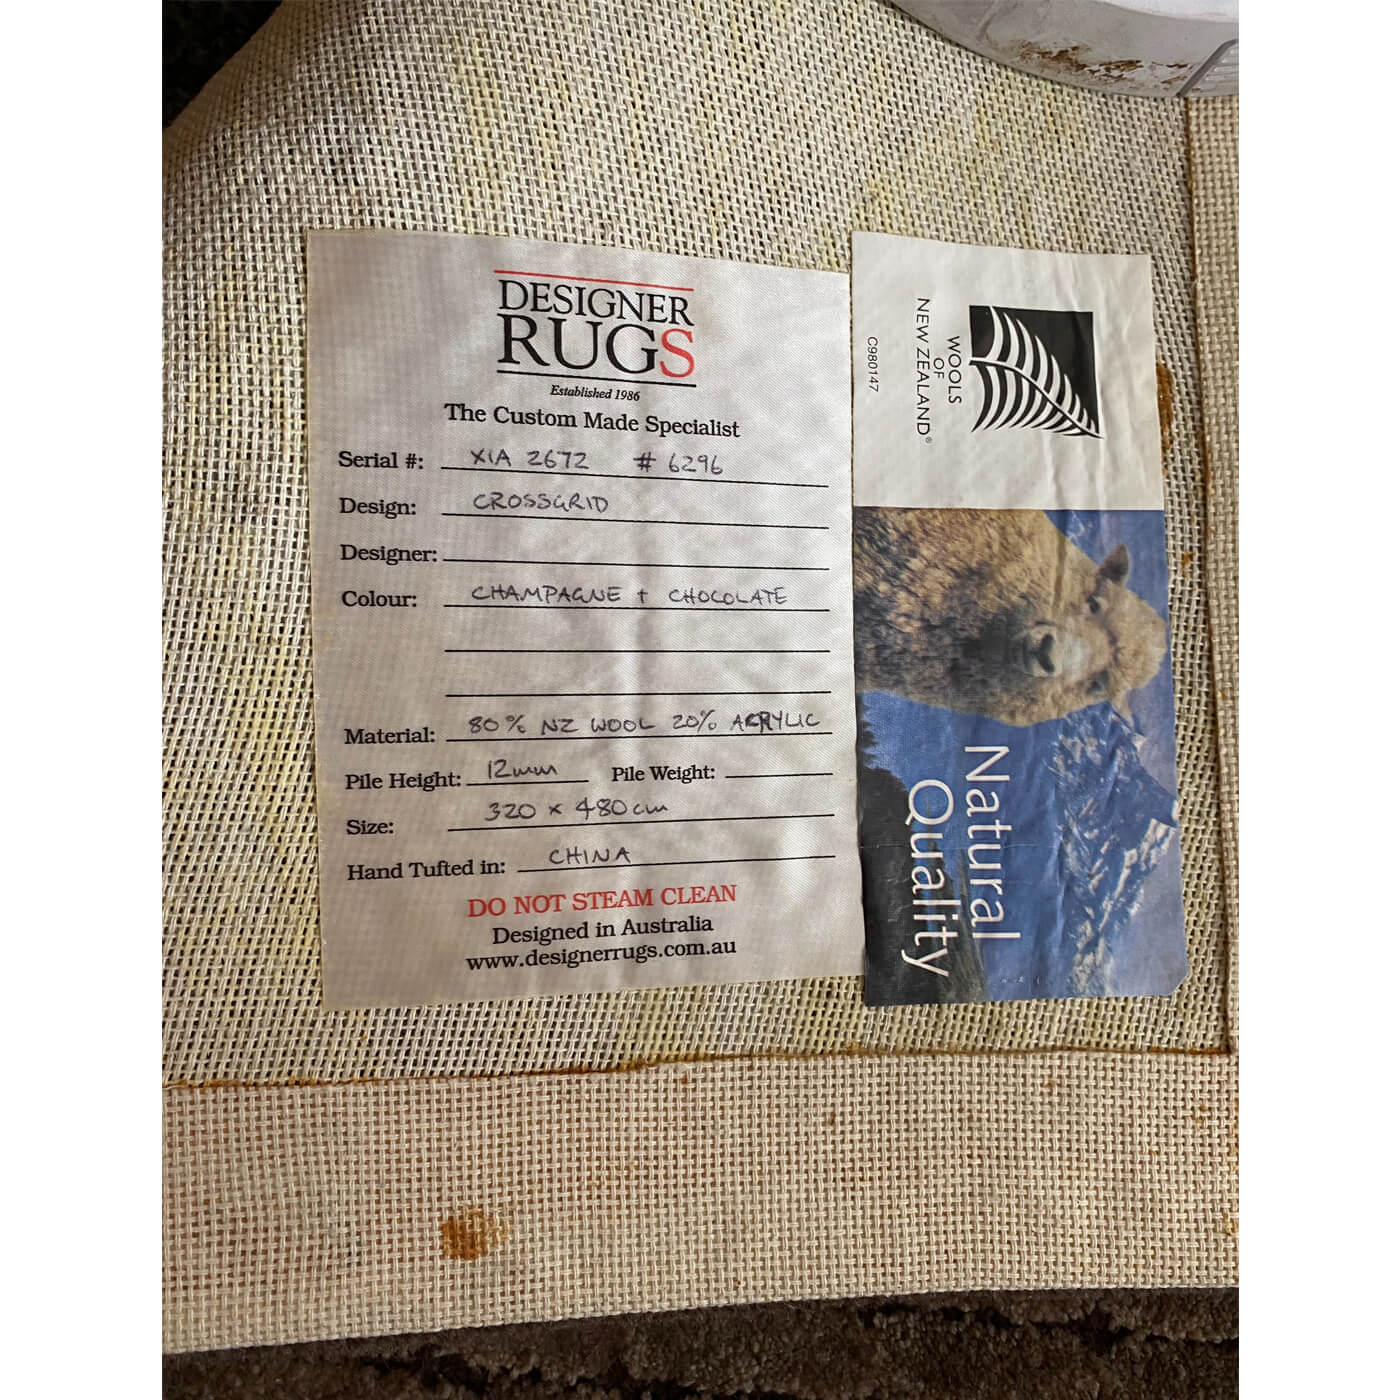 DESIGNER
RUGS
Established 1986
The Custom Made Specialist
Serial #: XIA 2672 # 6296
Design: CROSSGRID
Designer:
Colour: CHAMPAGNE + CHOCOLATE
Material: 80% NZ WOOL 20% ACRYLIC
Pile Height: 12mm Pile Weight:
Size: 320 x 480cm
Hand Tufted in: CHINA
DO NOT STEAM CLEAN
Designed in Australia
www.designerrugs.com.au
WOOLS
OF
NEW ZEALAND®
C980147
Natural
Quality